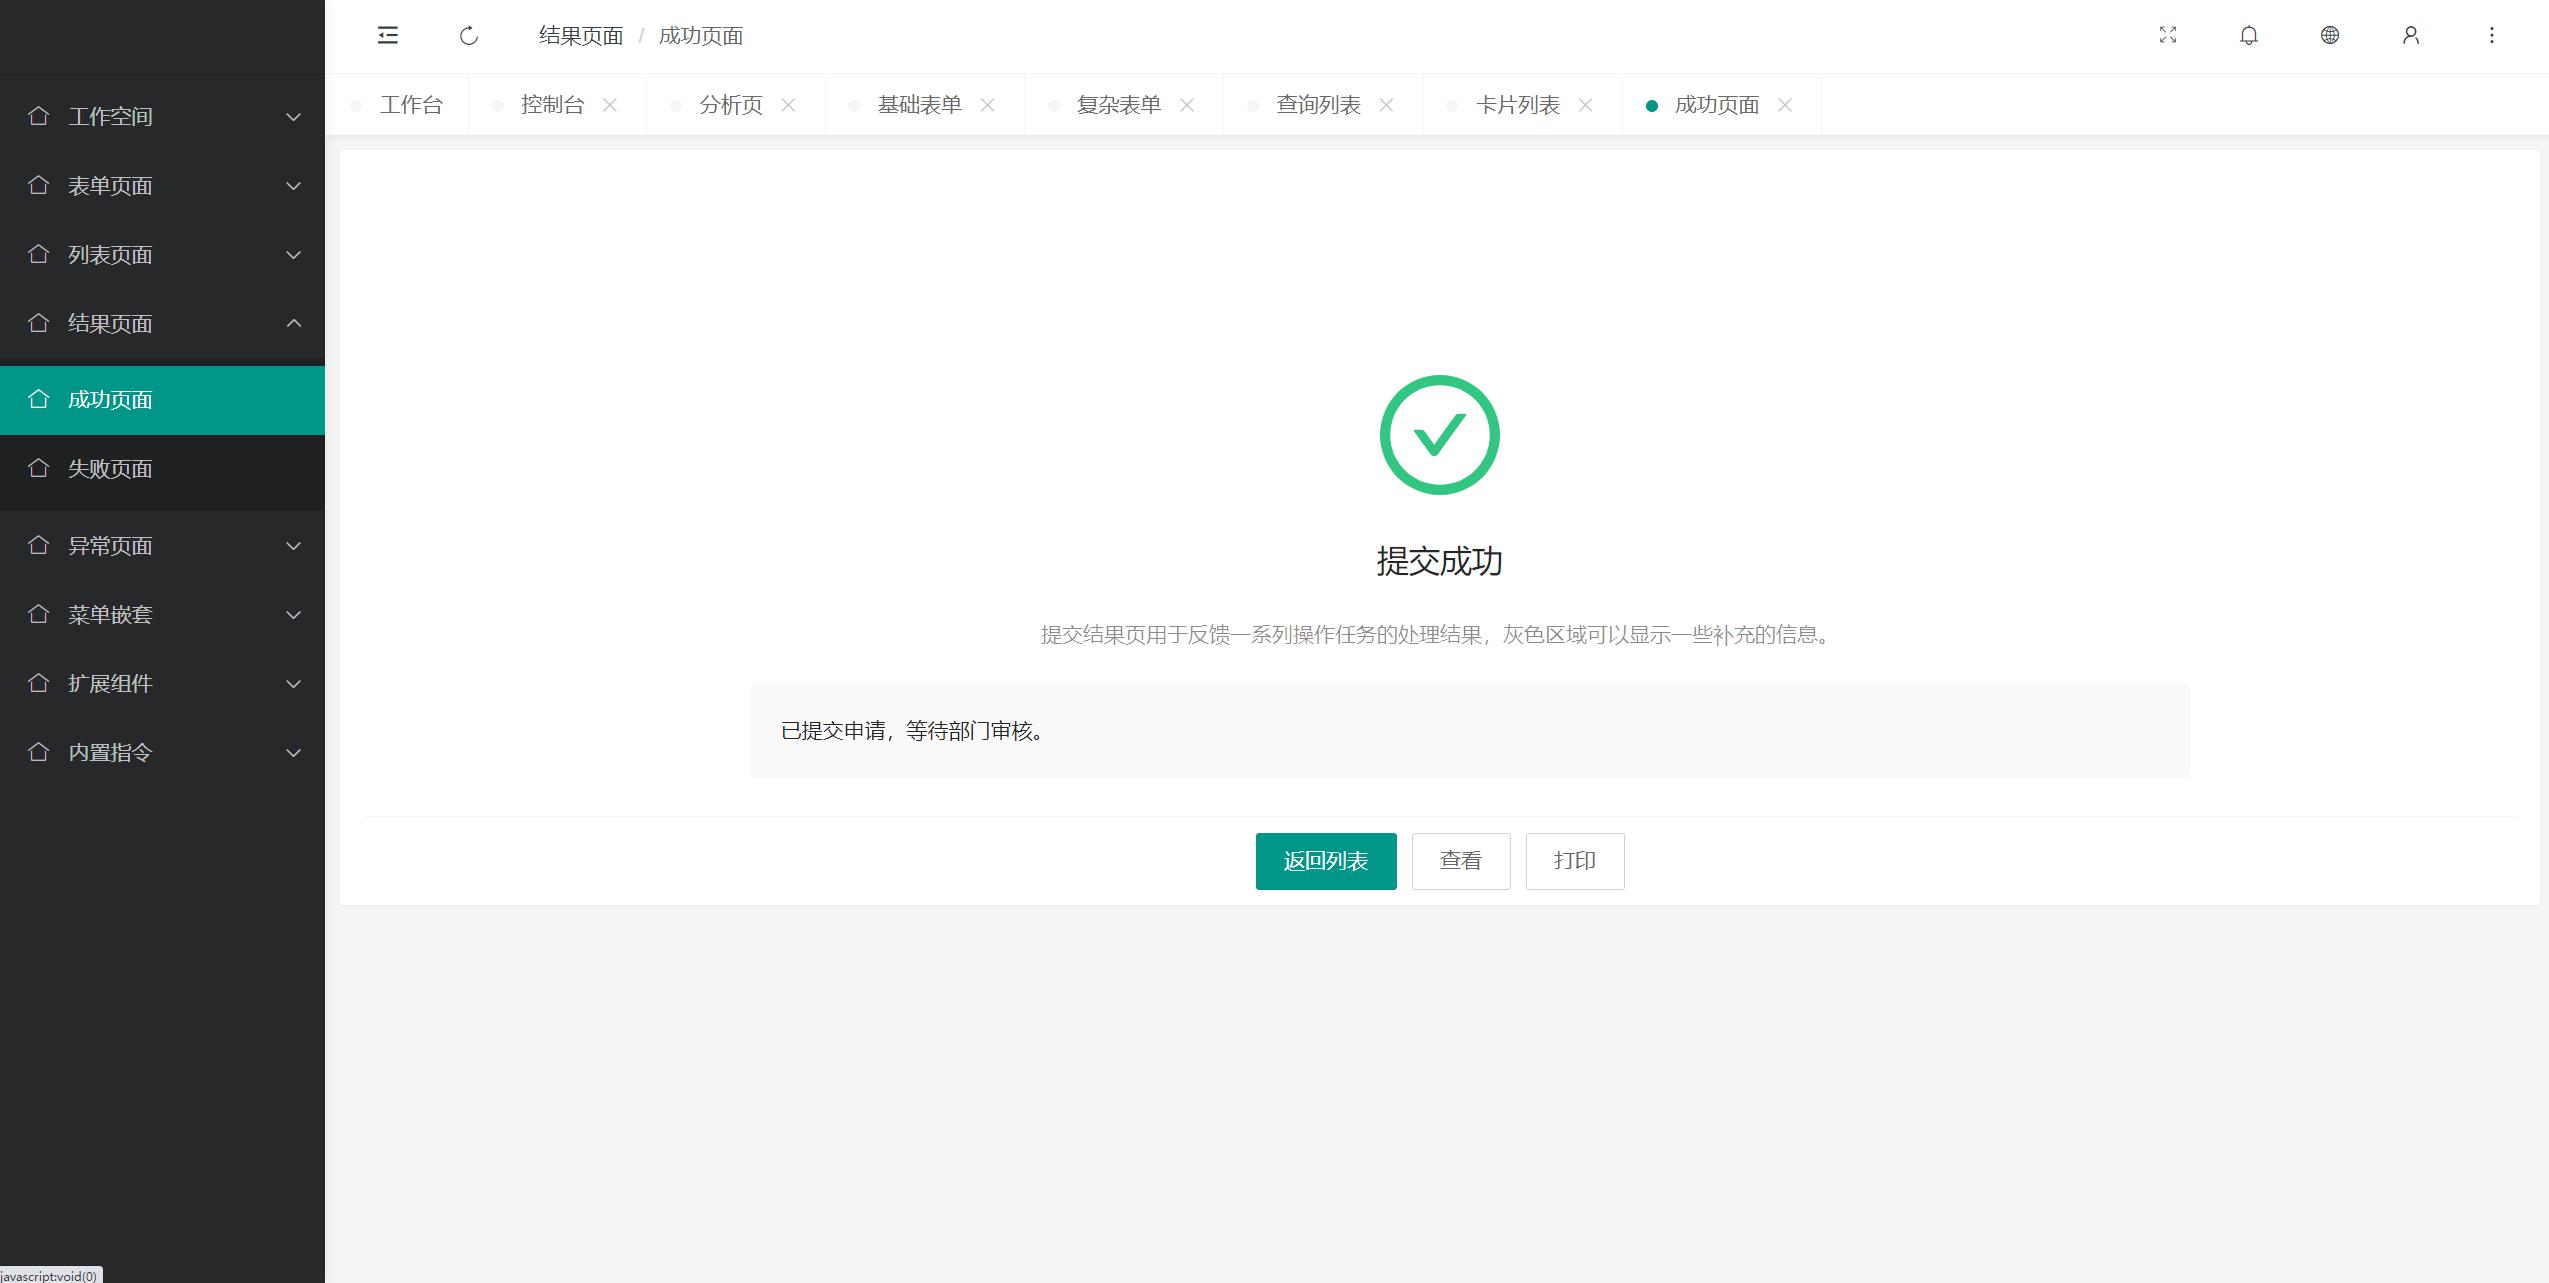 结果页面 / 成功页面
工作台
控制台
分析页
基础表单
复杂表单
查询列表
卡片列表
成功页面
工作空间
表单页面
列表页面
结果页面
成功页面
失败页面
异常页面
菜单嵌套
扩展组件
内置指令
提交成功
提交结果页用于反馈一系列操作任务的处理结果，灰色区域可以显示一些补充的信息。
已提交申请，等待部门审核。
返回列表
查看
打印
javascript:void(0)